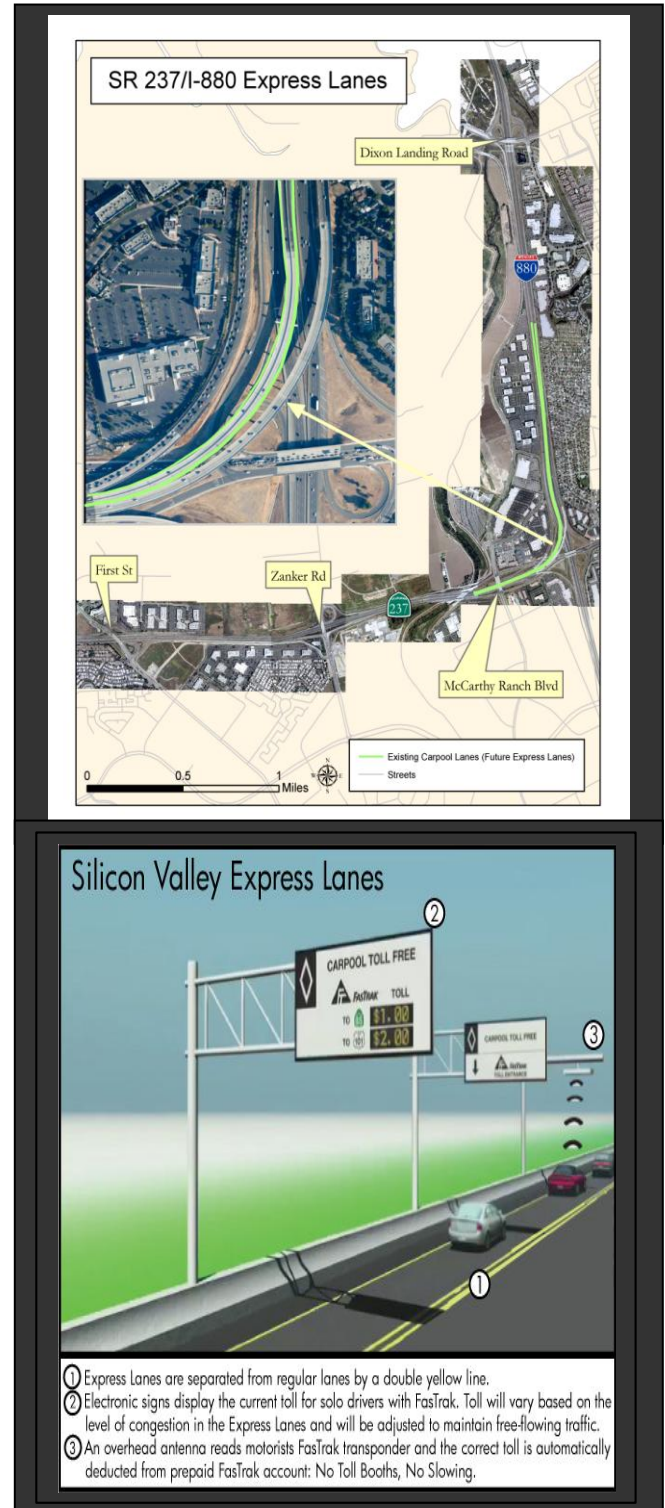 SR 237/I-880 Express Lanes
Dixon Landing Road
880
First St
Zanker Rd
237
McCarthy Ranch Blvd
Existing Carpool Lanes (Future Express Lanes)
Streets
0 0.5 1
Miles
N
Silicon Valley Express Lanes
2
CARPOOL TOLL FREE
FASTRAK TOLL
TO $1.00
TO 101 $2.00
3
CARPOOL TOLL FREE
TOLL ENTRANCE
1
1 Express Lanes are separated from regular lanes by a double yellow line.
2 Electronic signs display the current toll for solo drivers with FasTrak. Toll will vary based on the
level of congestion in the Express Lanes and will be adjusted to maintain free-flowing traffic.
3 An overhead antenna reads motorists FasTrak transponder and the correct toll is automatically
deducted from prepaid FasTrak account: No Toll Booths, No Slowing.